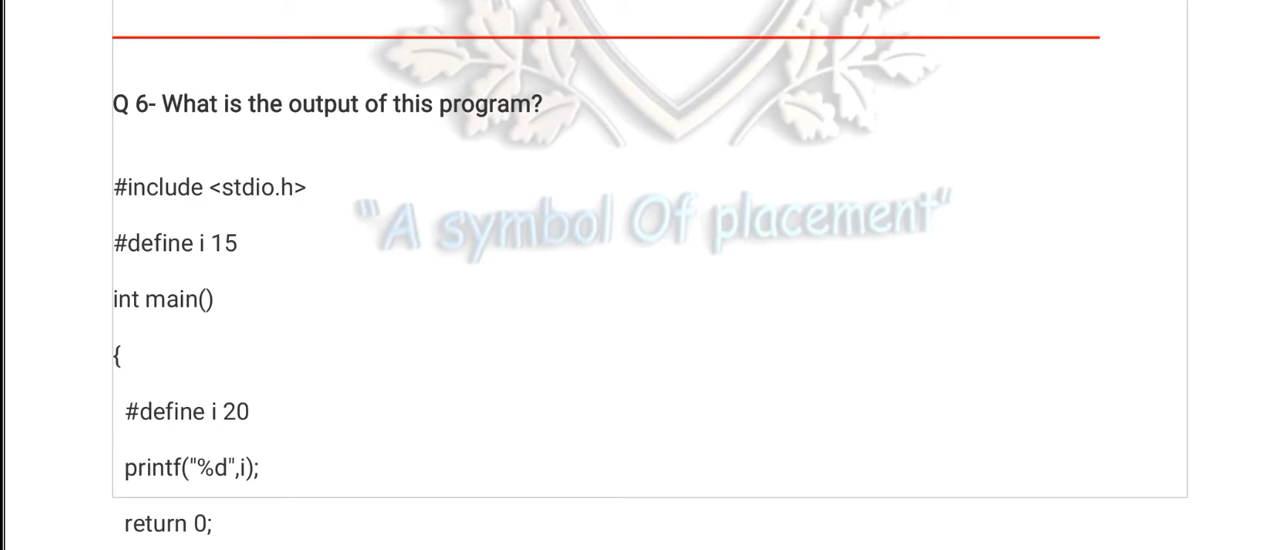 Q 6- What is the output of this program?
#include <stdio.h>
"A symbol Of placement"
#define i 15
int main()
{
#define i 20
printf("%d",i);
return 0;